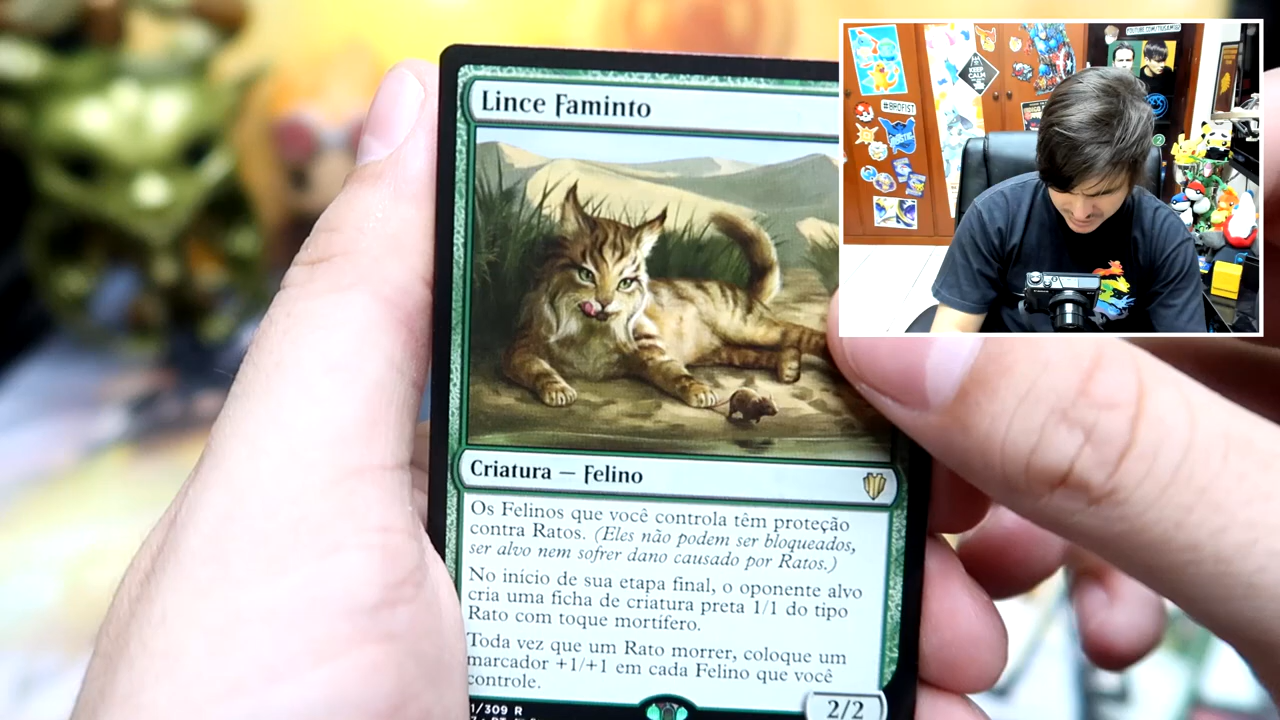 Lince Faminto
Criatura — Felino
Os Felinos que você controla têm proteção
contra Ratos. (Eles não podem ser bloqueados,
ser alvo nem sofrer dano causado por Ratos.)
No início de sua etapa final, o oponente alvo
cria uma ficha de criatura preta 1/1 do tipo
Rato com toque mortífero.
Toda vez que um Rato morrer, coloque um
marcador +1/+1 em cada Felino que você
controle.
2/2
1/309 R
KEEP
CALM
#BROFIST